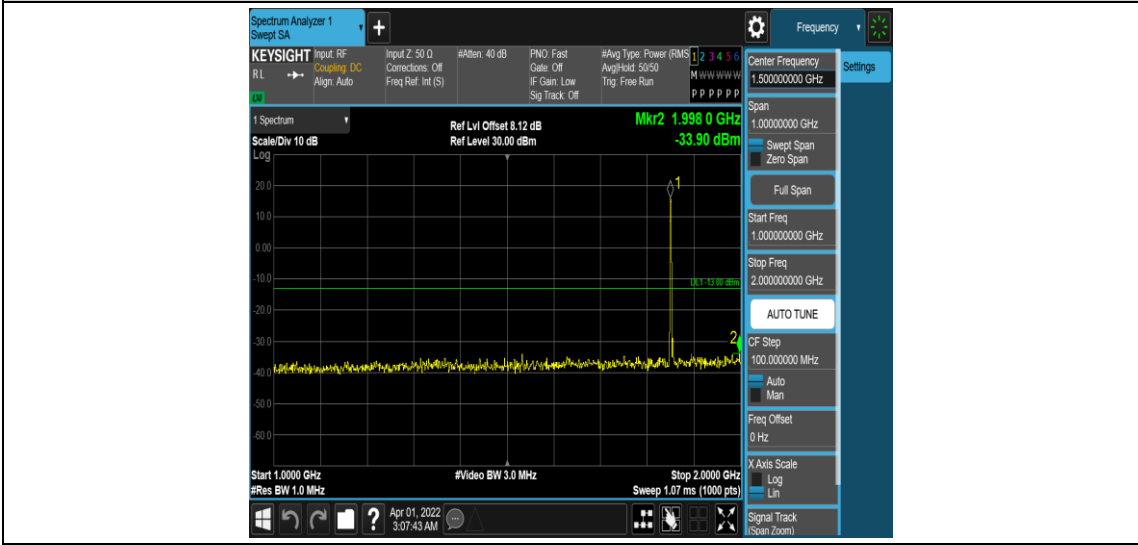 Spectrum Analyzer 1
Swept SA
+
Frequency
KEYSIGHT
RL
LXI
Input: RF
Coupling: DC
Align: Auto
Input Z: 50 Ω
Corrections: Off
Freq Ref: Int (S)
#Atten: 40 dB
PNO: Fast
Gate: Off
IF Gain: Low
Sig Track: Off
#Avg Type: Power (RMS
Avg|Hold: 50/50
Trig: Free Run
1 2 3 4 5 6
M W W W W W
P P P P P P
1 Spectrum
Scale/Div 10 dB
Log
Ref Lvl Offset 8.12 dB
Ref Level 30.00 dBm
Mkr2 1.998 0 GHz
-33.90 dBm
1
20.0
10.0
0.00
-10.0
DL1 -13.00 dBm
-20.0
-30.0
2
-40.0
-50.0
-60.0
Start 1.0000 GHz
#Res BW 1.0 MHz
#Video BW 3.0 MHz
Stop 2.0000 GHz
Sweep 1.07 ms (1000 pts)
?
Apr 01, 2022
3:07:43 AM
Center Frequency
1.500000000 GHz
Settings
Span
1.00000000 GHz
Swept Span
Zero Span
Full Span
Start Freq
1.000000000 GHz
Stop Freq
2.000000000 GHz
AUTO TUNE
CF Step
100.000000 MHz
Auto
Man
Freq Offset
0 Hz
X Axis Scale
Log
Lin
Signal Track
(Span Zoom)